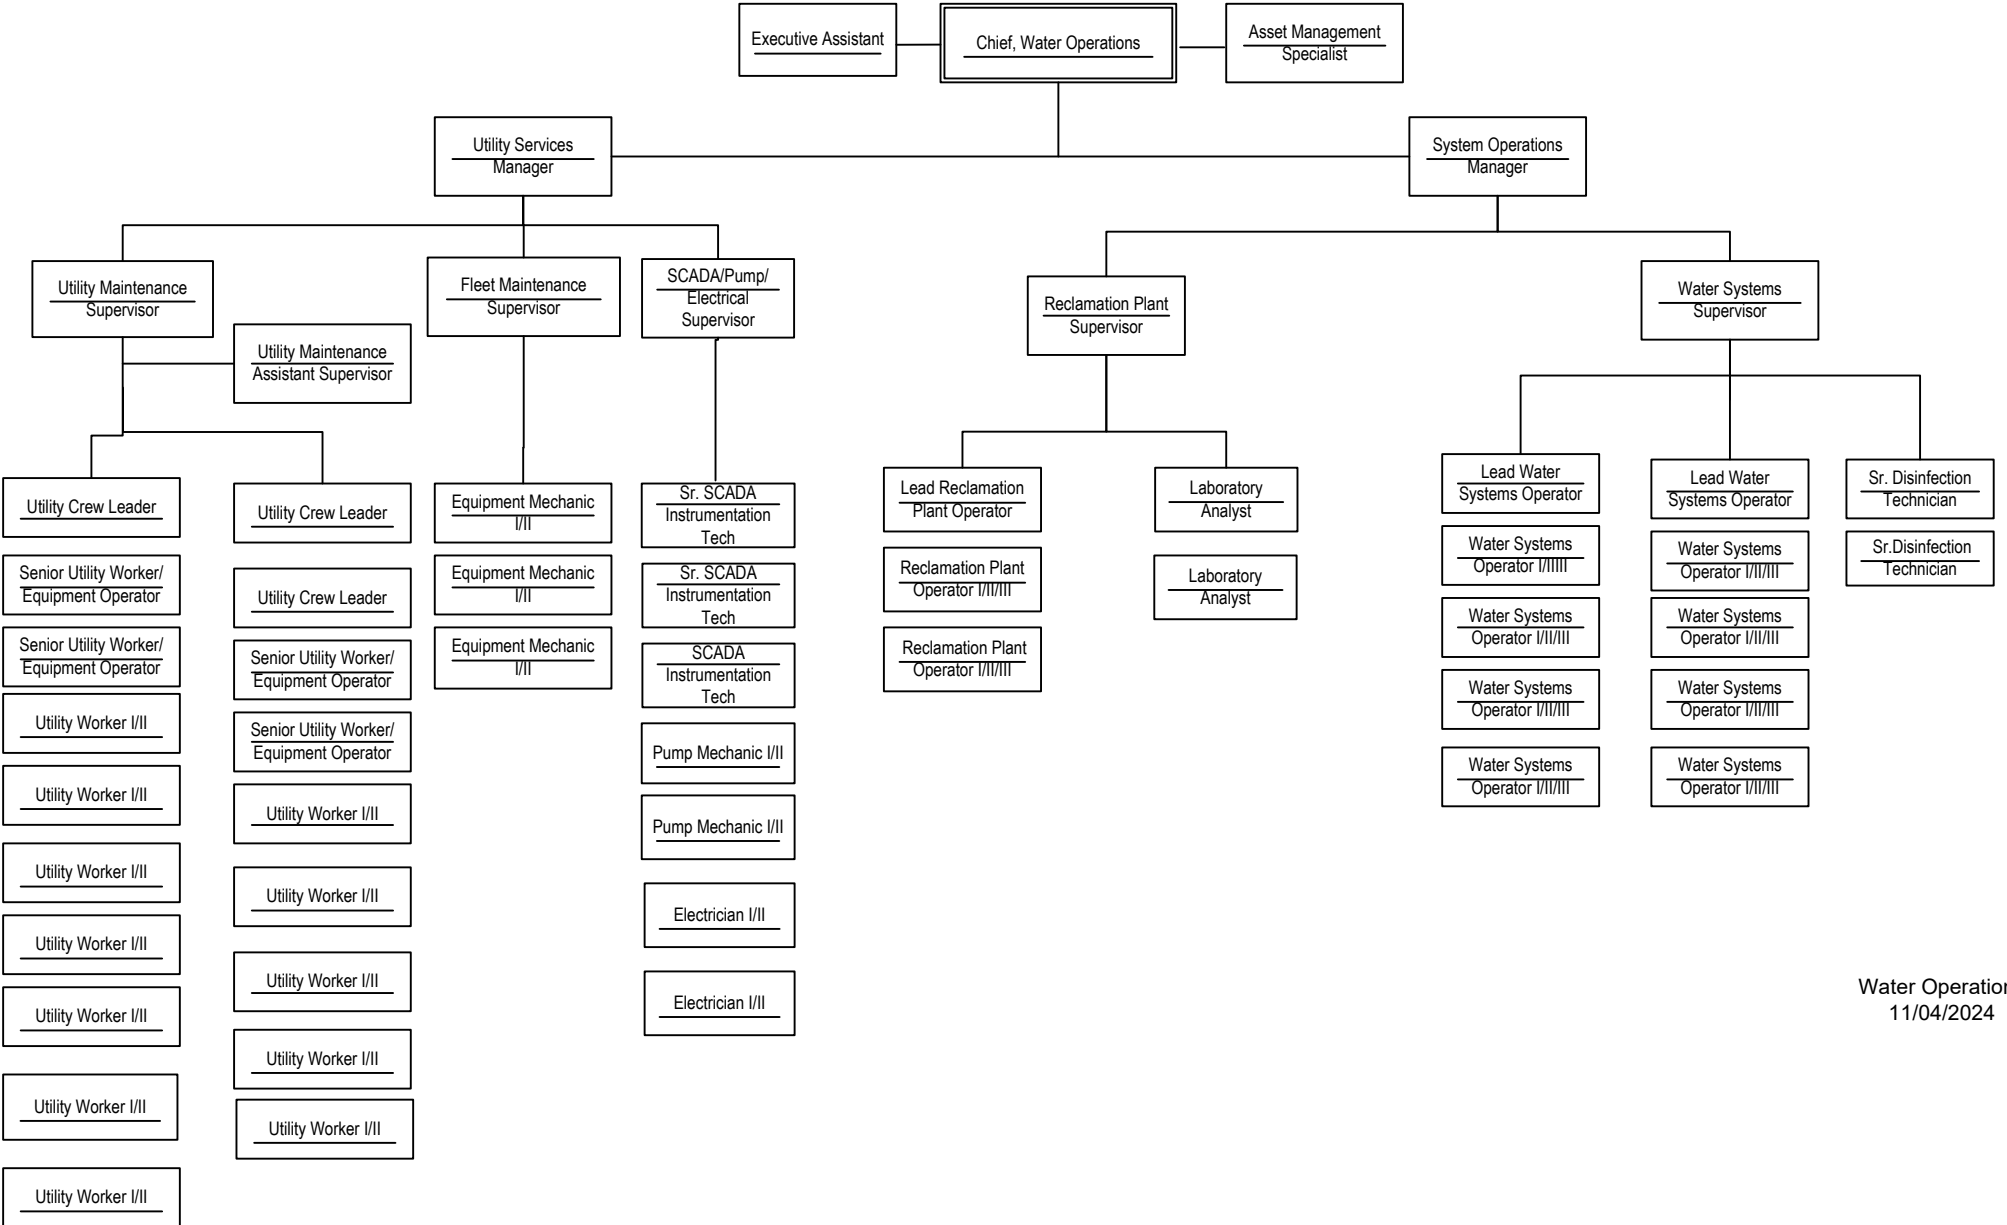 Executive Assistant
Chief, Water Operations
Asset Management
Specialist
Utility Services
Manager
System Operations
Manager
Utility Maintenance
Supervisor
Fleet Maintenance
Supervisor
SCADA/Pump/
Electrical
Supervisor
Reclamation Plant
Supervisor
Water Systems
Supervisor
Utility Maintenance
Assistant Supervisor
Utility Crew Leader
Senior Utility Worker/
Equipment Operator
Senior Utility Worker/
Equipment Operator
Utility Worker I/II
Utility Worker I/II
Utility Worker I/II
Utility Worker I/II
Utility Worker I/II
Utility Worker I/II
Utility Worker I/II
Utility Crew Leader
Utility Crew Leader
Senior Utility Worker/
Equipment Operator
Senior Utility Worker/
Equipment Operator
Utility Worker I/II
Utility Worker I/II
Utility Worker I/II
Utility Worker I/II
Utility Worker I/II
Equipment Mechanic
I/II
Equipment Mechanic
I/II
Equipment Mechanic
I/II
Sr. SCADA
Instrumentation
Tech
Sr. SCADA
Instrumentation
Tech
SCADA
Instrumentation
Tech
Pump Mechanic I/II
Pump Mechanic I/II
Electrician I/II
Electrician I/II
Lead Reclamation
Plant Operator
Reclamation Plant
Operator I/II/III
Reclamation Plant
Operator I/II/III
Laboratory
Analyst
Laboratory
Analyst
Lead Water
Systems Operator
Water Systems
Operator I/IIIII
Water Systems
Operator I/II/III
Water Systems
Operator I/II/III
Water Systems
Operator I/II/III
Lead Water
Systems Operator
Water Systems
Operator I/II/III
Water Systems
Operator I/II/III
Water Systems
Operator I/II/III
Water Systems
Operator I/II/III
Sr. Disinfection
Technician
Sr.Disinfection
Technician
Water Operation
11/04/2024